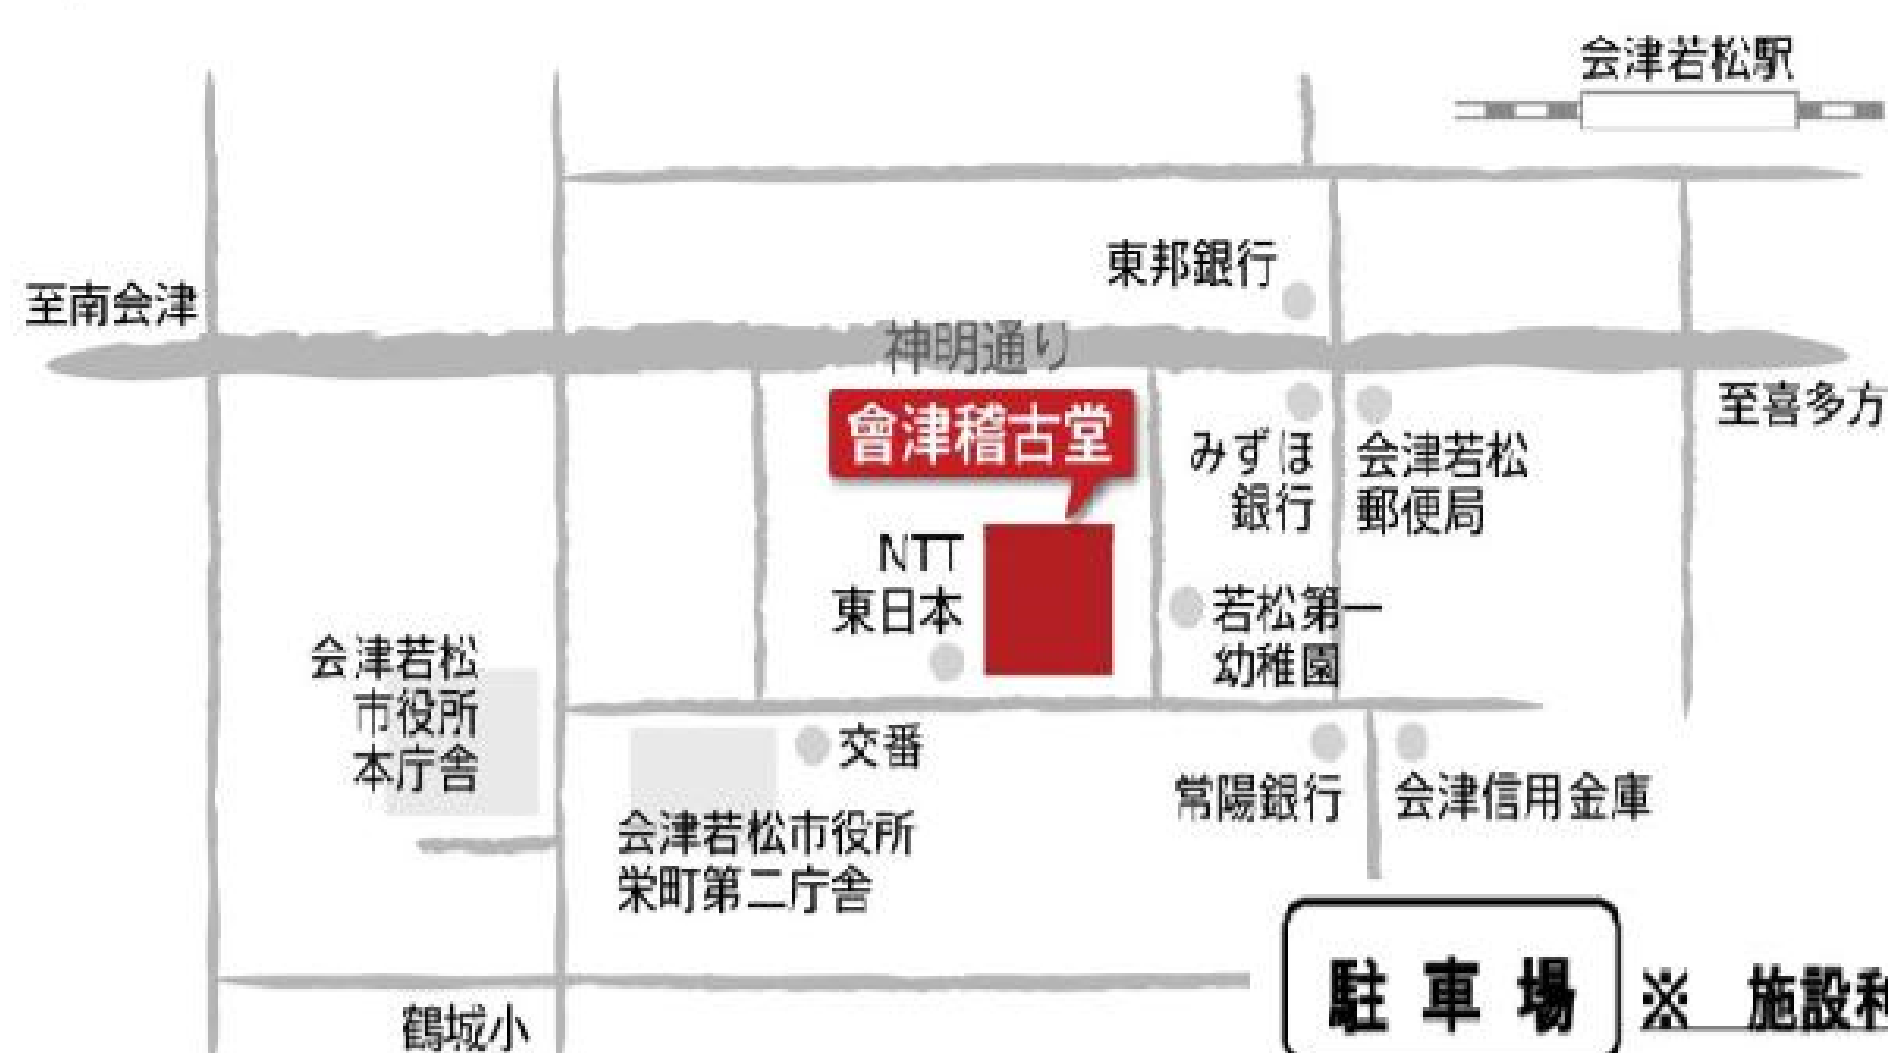 会津若松駅
東邦銀行
至南会津
神明通り
至喜多方
會津稽古堂
みずほ
銀行
会津若松
郵便局
NTT
東日本
若松第一
幼稚園
会津若松
市役所
本庁舎
交番
常陽銀行
会津信用金庫
会津若松市役所
栄町第二庁舎
駐車場
※ 施設利
鶴城小